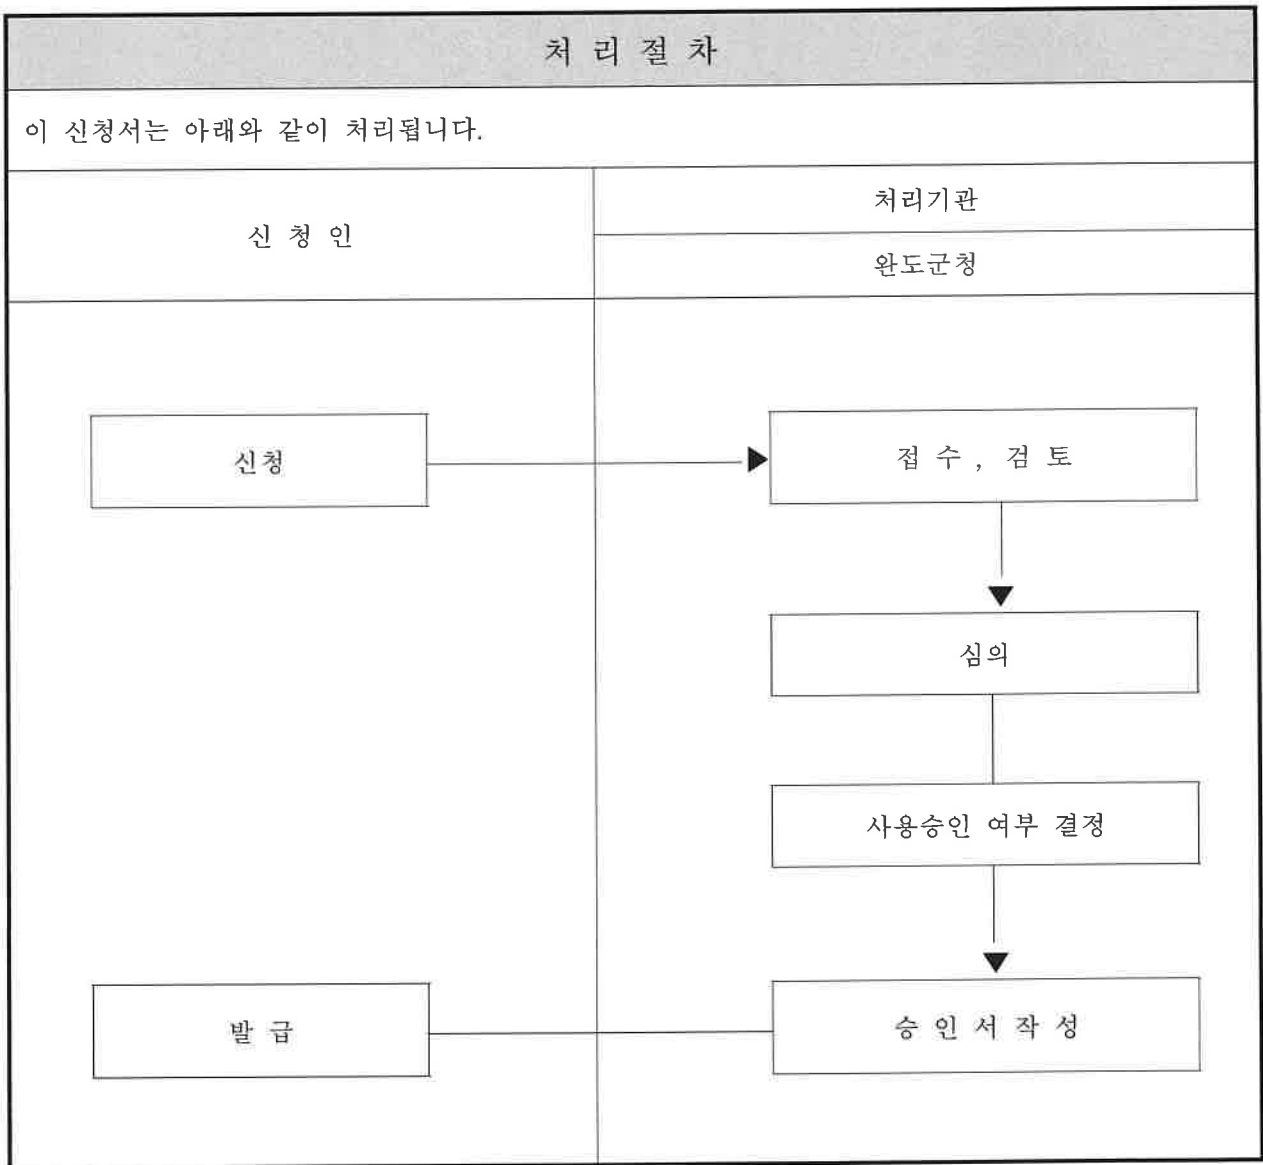 처 리 절 차
이 신청서는 아래와 같이 처리됩니다.
신 청 인
처리기관
완도군청
신청
접 수 , 검 토
심의
사용승인 여부 결정
발 급
승 인 서 작 성